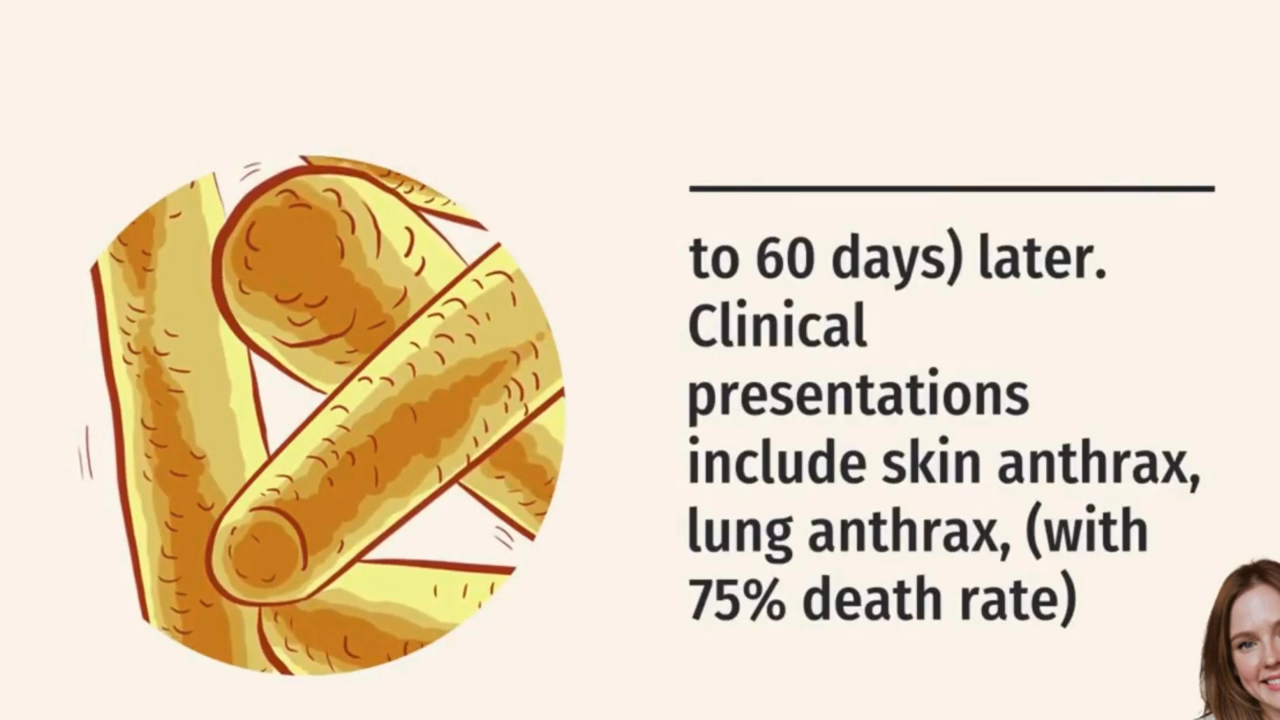 to 60 days) later.
Clinical
presentations
include skin anthrax,
lung anthrax, (with
75% death rate)